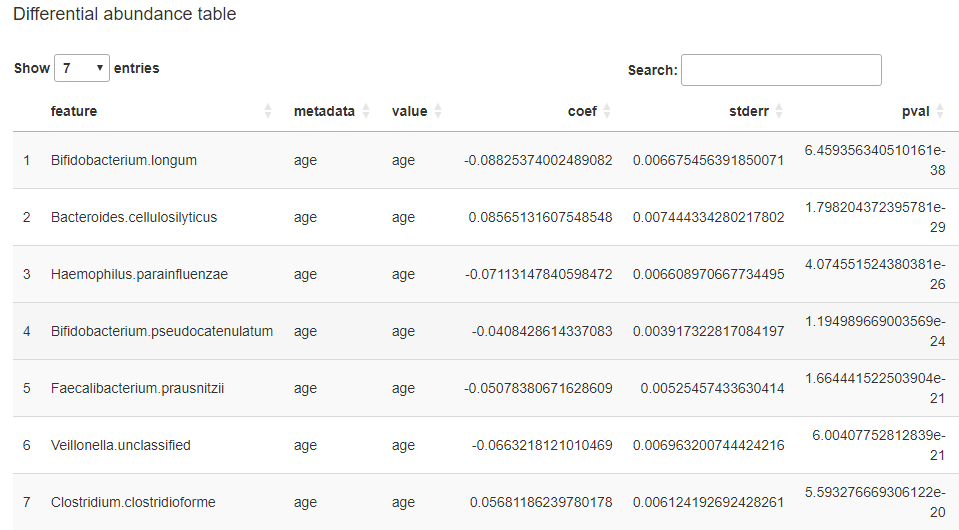 Differential abundance table
Show 7 entries
Search:
feature metadata value coef stderr pval
1 Bifidobacterium.longum age age -0.08825374002489082 0.006675456391850071 6.459356340510161e-
38
2 Bacteroides.cellulosilyticus age age 0.08565131607548548 0.007444334280217802 1.798204372395781e-
29
3 Haemophilus.parainfluenzae age age -0.07113147840598472 0.006608970667734495 4.074551524380381e-
26
4 Bifidobacterium.pseudocatenulatum age age -0.0408428614337083 0.003917322817084197 1.194989669003569e-
24
5 Faecalibacterium.prausnitzii age age -0.05078380671628609 0.00525457433630414 1.664441522503904e-
21
6 Veillonella.unclassified age age -0.0663218121010469 0.006963200744424216 6.00407752812839e-
21
7 Clostridium.clostridioforme age age 0.05681186239780178 0.006124192692428261 5.593276669306122e-
20